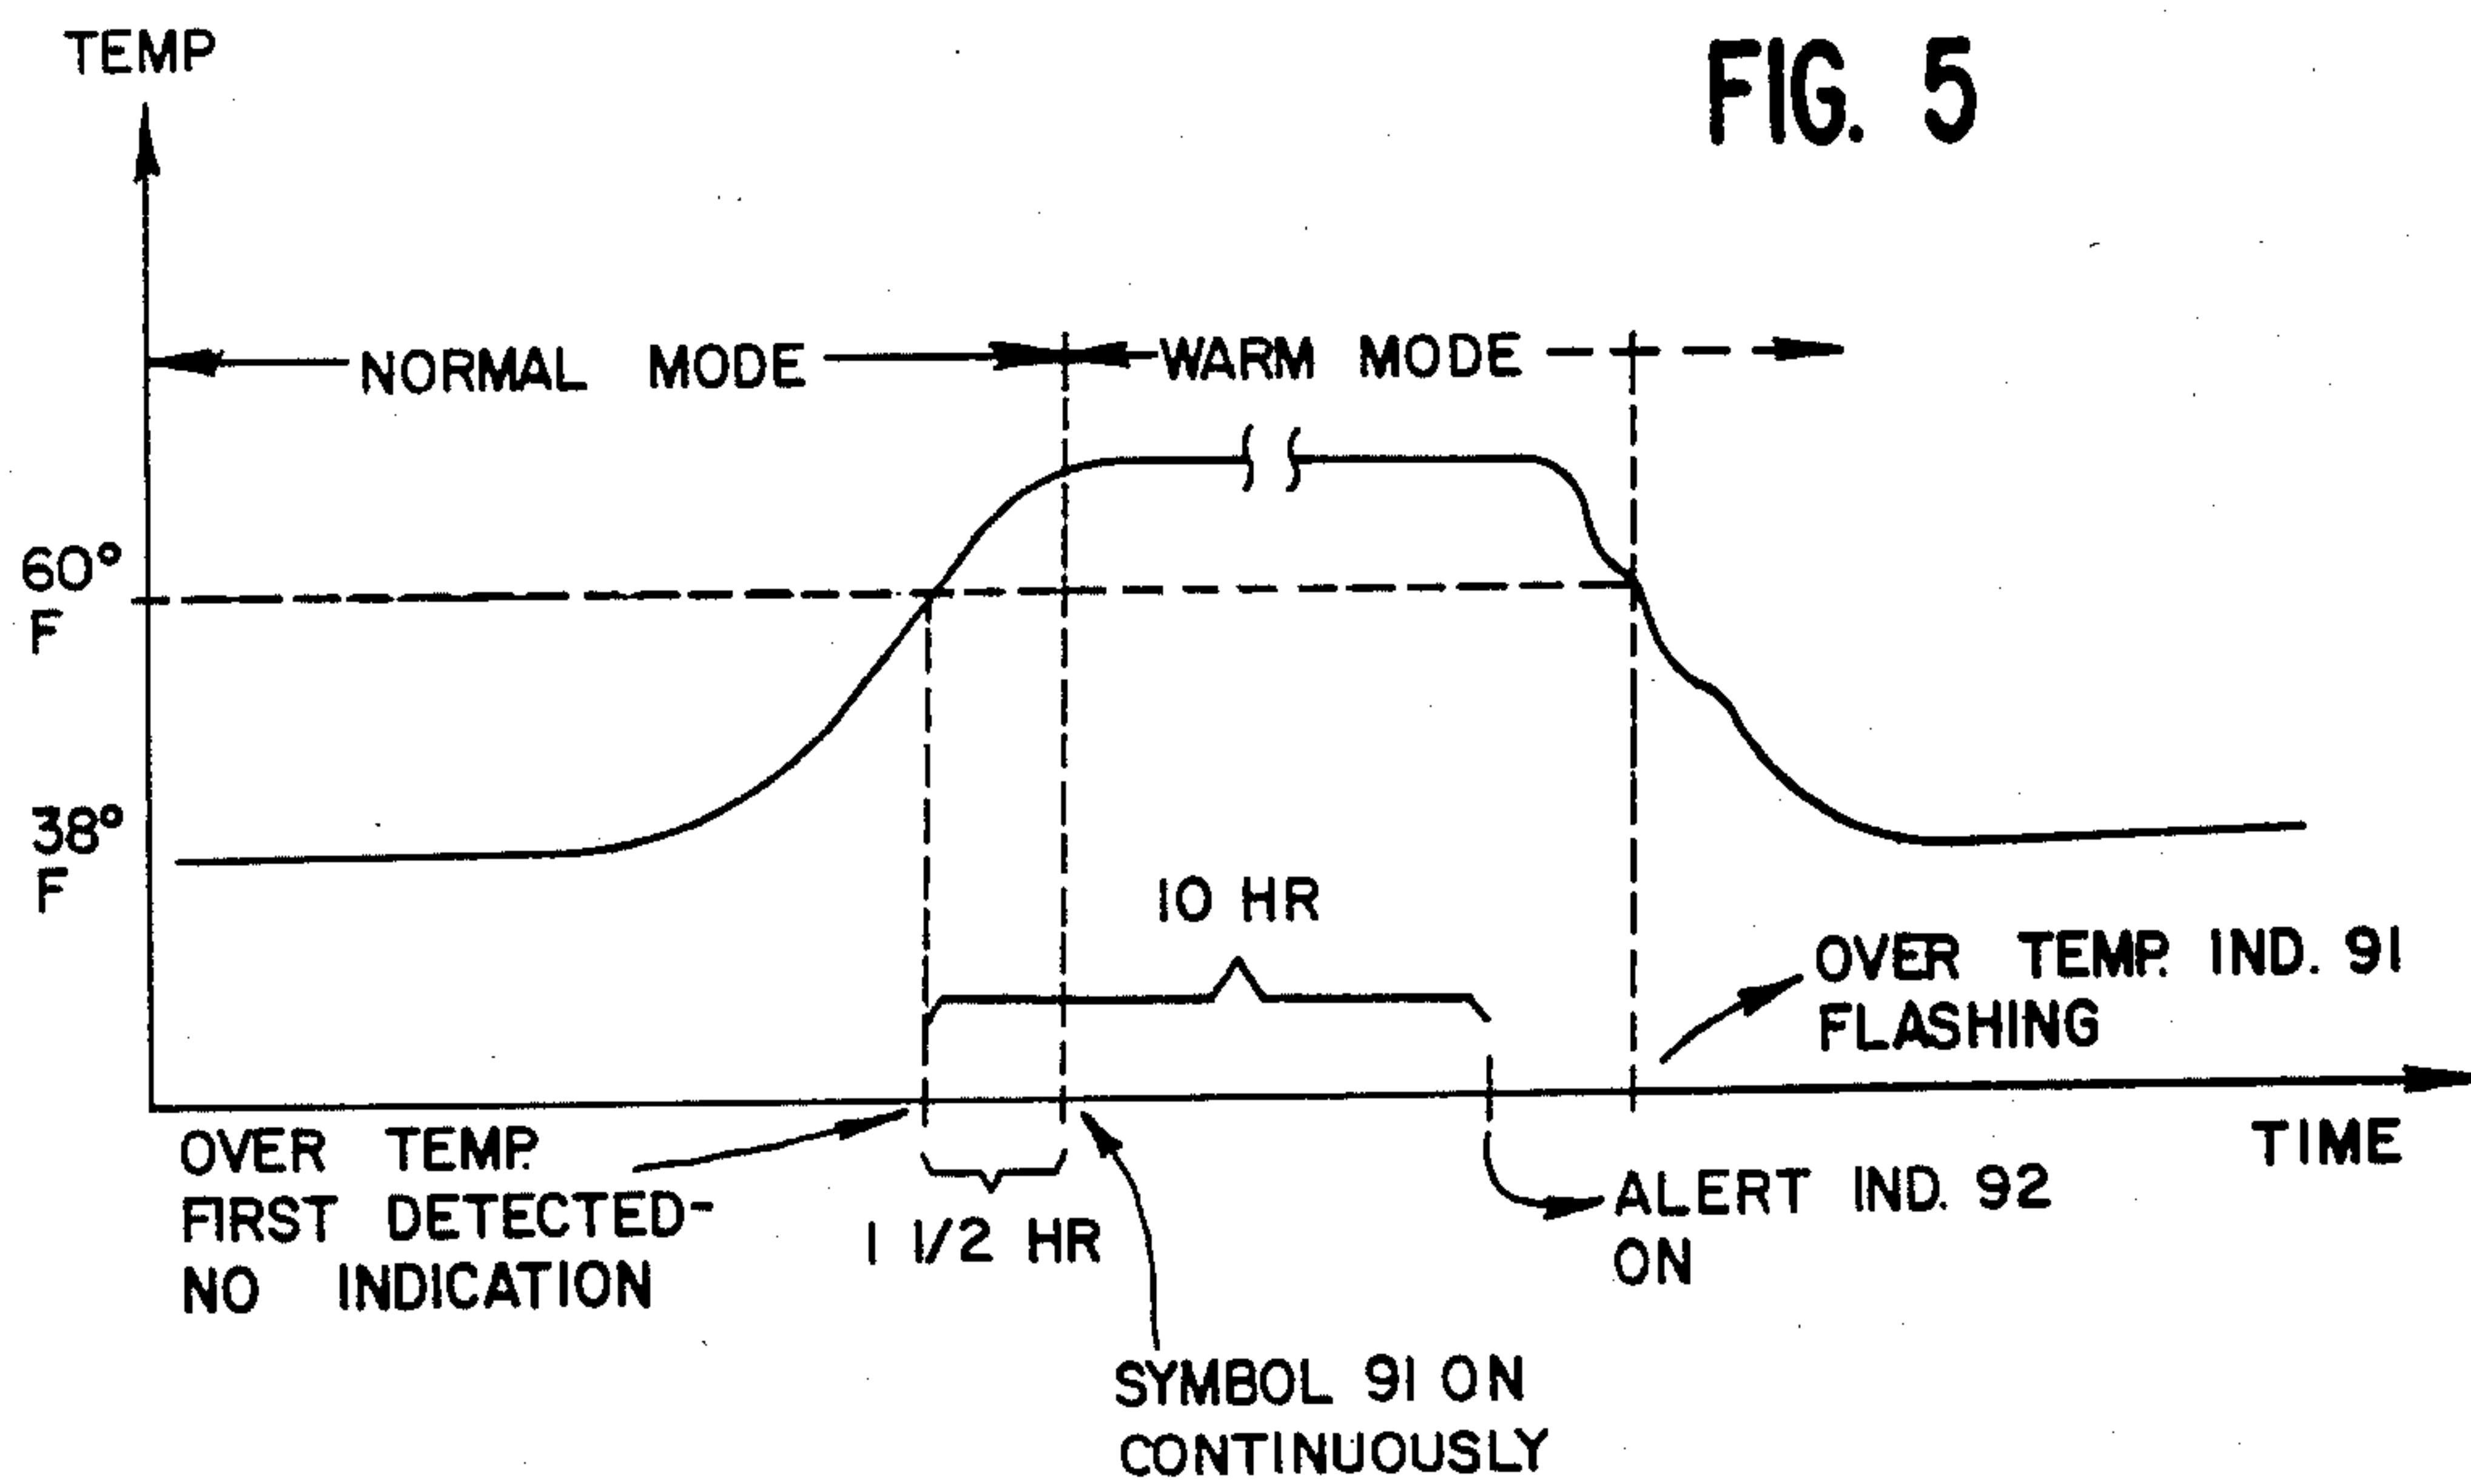 TEMP
FIG. 5
NORMAL MODE
WARM MODE
60°
F
38°
F
10 HR
OVER TEMP. IND. 91
FLASHING
TIME
OVER TEMP.
FIRST DETECTED-
NO INDICATION
1 1/2 HR
ALERT IND. 92
ON
SYMBOL 91 ON
CONTINUOUSLY